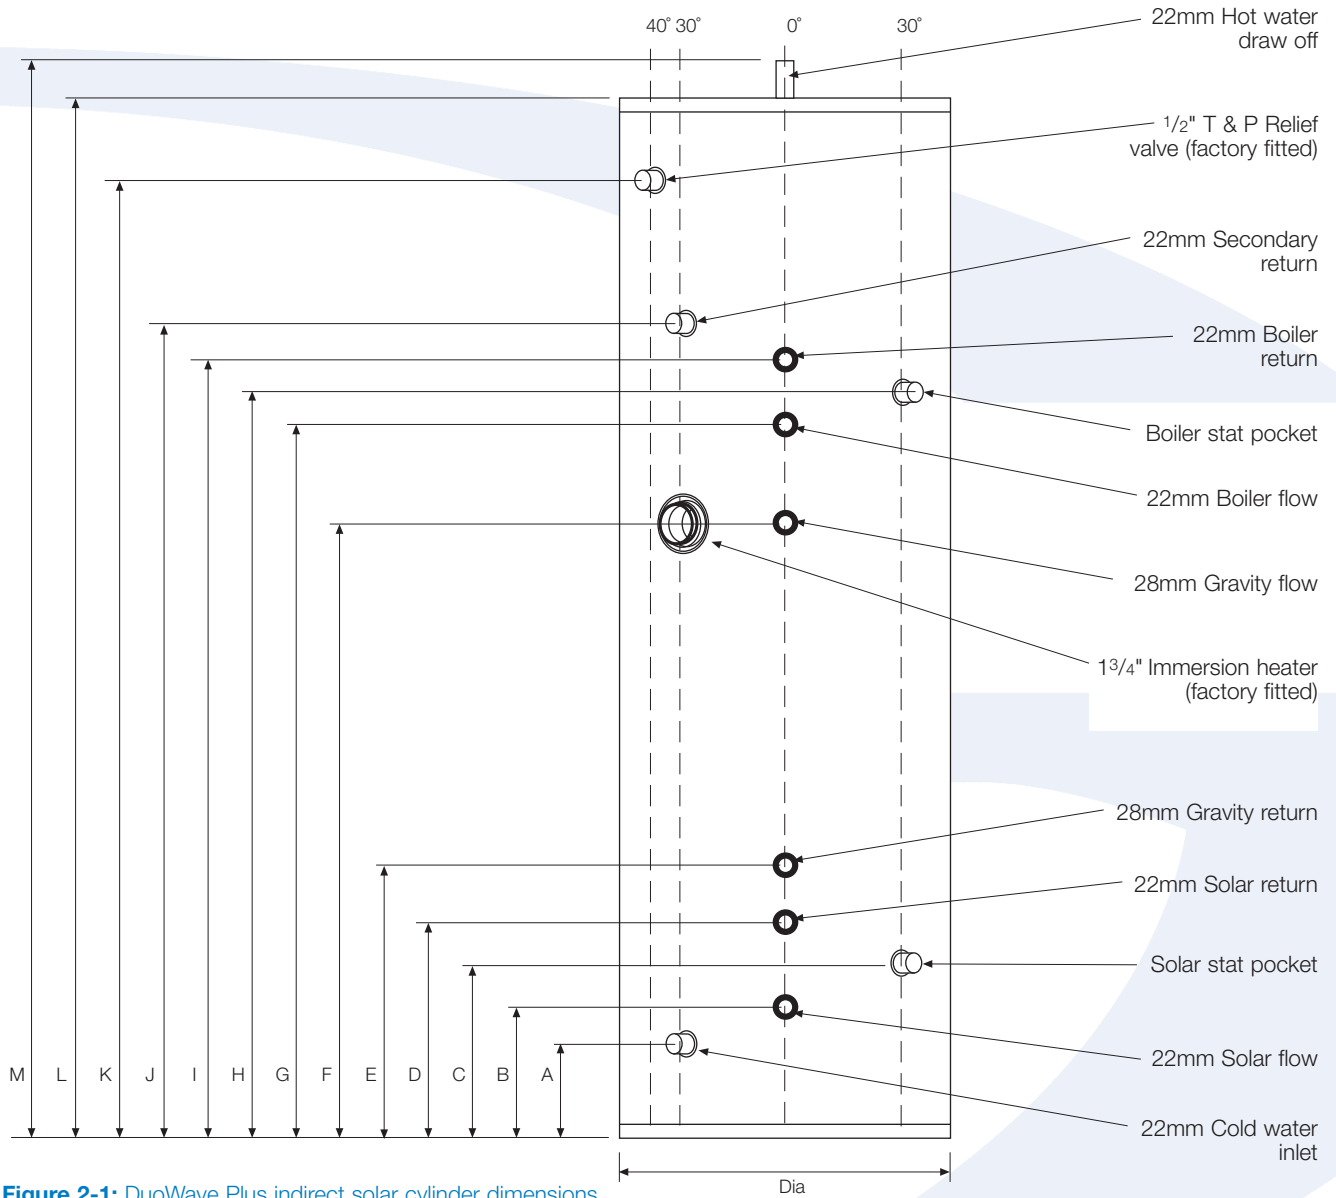 40° 30° 0° 30°
22mm Hot water
draw off
1/2" T & P Relief
valve (factory fitted)
22mm Secondary
return
22mm Boiler
return
Boiler stat pocket
22mm Boiler flow
28mm Gravity flow
13/4" Immersion heater
(factory fitted)
28mm Gravity return
22mm Solar return
Solar stat pocket
22mm Solar flow
22mm Cold water
inlet
M L K J I H G F E D C B A
Dia
Figure 2-1: DuoWave Plus indirect solar cylinder dimensions